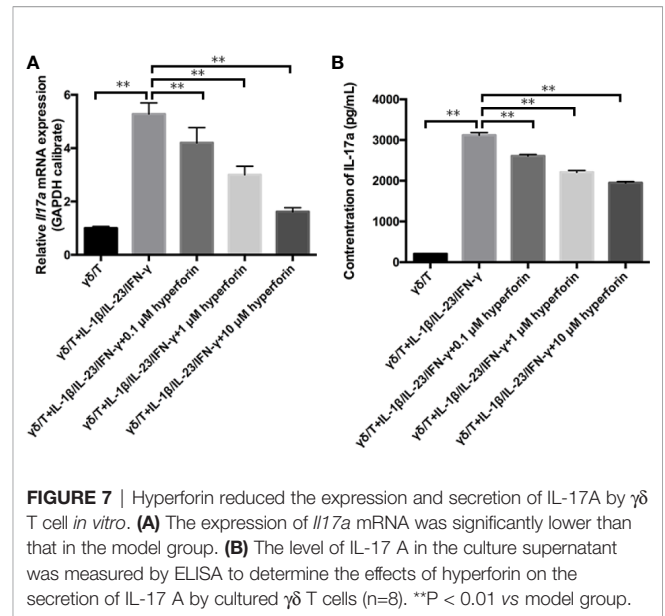 A
**
**
**
**
Relative Il17a mRNA expression
(GAPDH calibrate)
6
4
2
0
γδ/T
γδ/T+IL-1β/IL-23/IFN-γ
γδ/T+IL-1β/IL-23/IFN-γ+0.1 μM hyperforin
γδ/T+IL-1β/IL-23/IFN-γ+1 μM hyperforin
γδ/T+IL-1β/IL-23/IFN-γ+10 μM hyperforin
B
**
**
**
**
Contrentration of IL-17a (pg/mL)
4000
3000
2000
1000
0
γδ/T
γδ/T+IL-1β/IL-23/IFN-γ
γδ/T+IL-1β/IL-23/IFN-γ+0.1 μM hyperforin
γδ/T+IL-1β/IL-23/IFN-γ+1 μM hyperforin
γδ/T+IL-1β/IL-23/IFN-γ+10 μM hyperforin
FIGURE 7 | Hyperforin reduced the expression and secretion of IL-17A by γδ
T cell in vitro. (A) The expression of Il17a mRNA was significantly lower than
that in the model group. (B) The level of IL-17 A in the culture supernatant
was measured by ELISA to determine the effects of hyperforin on the
secretion of IL-17 A by cultured γδ T cells (n=8). **P < 0.01 vs model group.